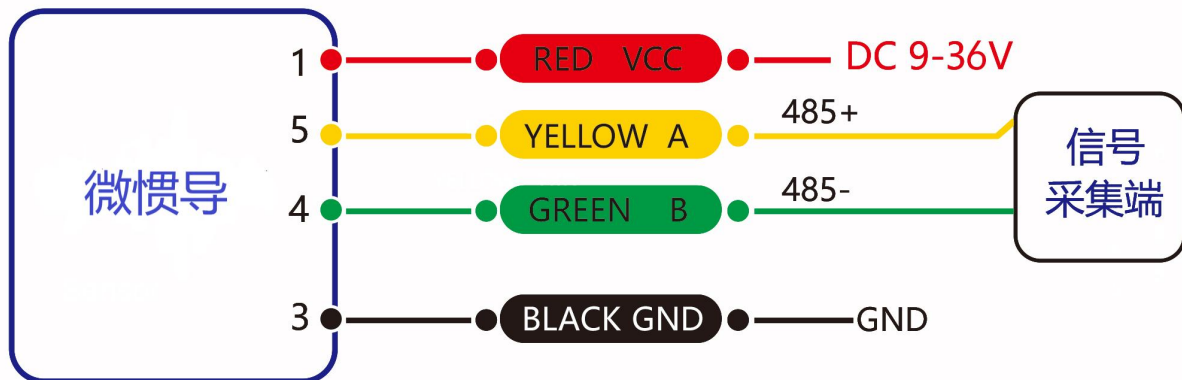 1 RED VCC DC 9-36V
5 YELLOW A 485+
4 GREEN B 485-
3 BLACK GND GND
微惯导
信号
采集端